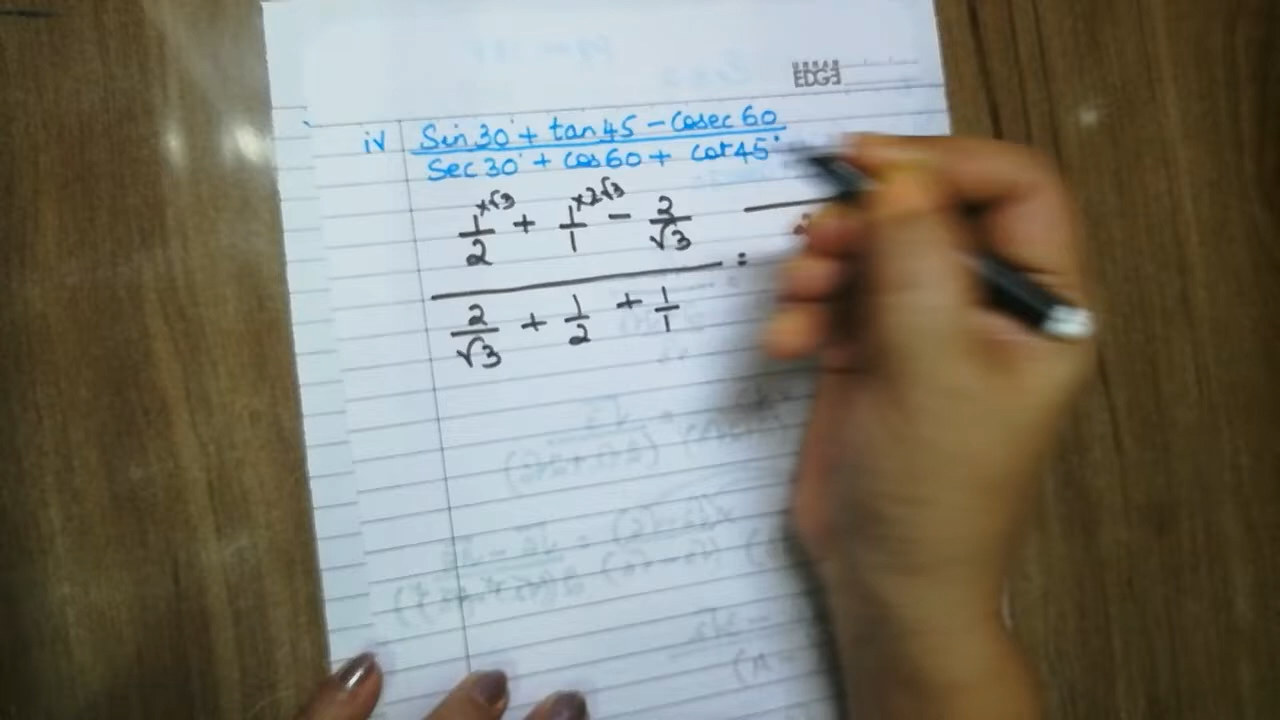 URBAN EDGE
iv Sin 30° + tan 45 - Cosec 60
Sec 30° + cos 60 + cot 45°
1/2 ×√3 + 1/1 ×2√3 - 2/√3
=
2/√3 + 1/2 + 1/1